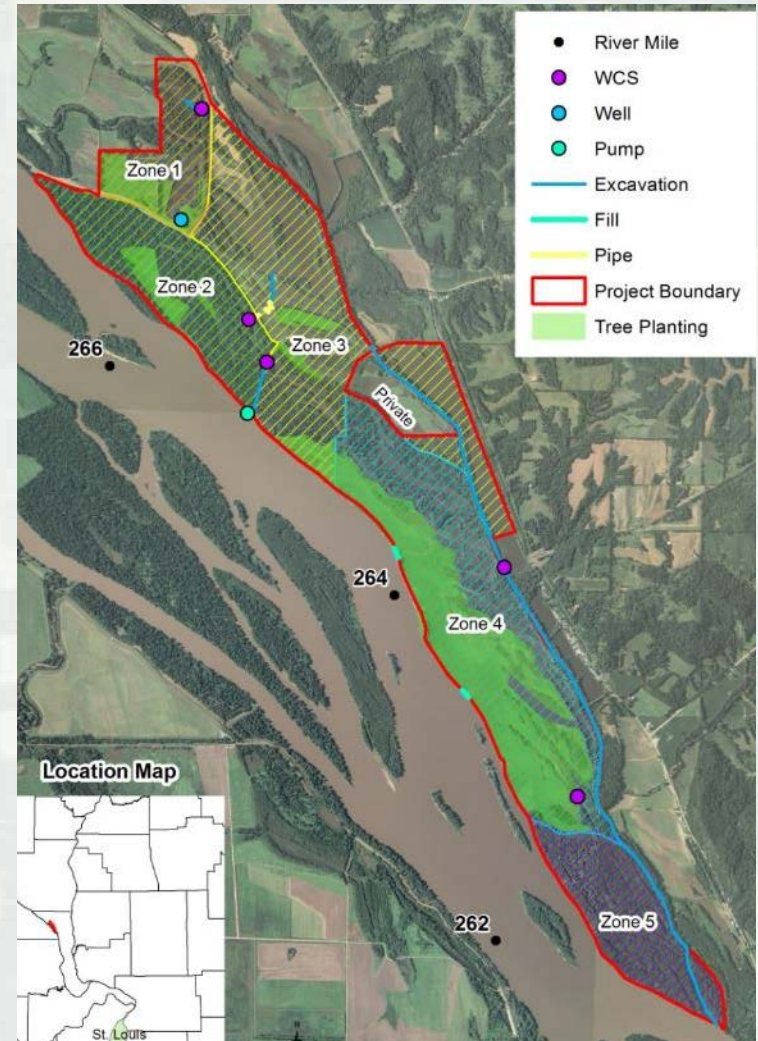 River Mile
WCS
Well
Pump
Excavation
Fill
Pipe
Project Boundary
Tree Planting
Zone 1
Zone 2
Zone 3
266
Private
264
Zone 4
Location Map
262
Zone 5
St. Louis